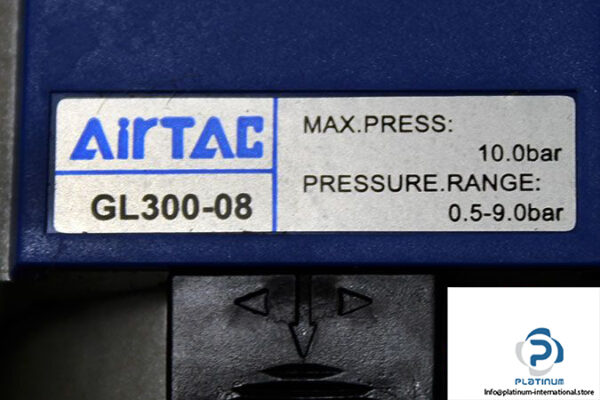 AirTAC
GL300-08
MAX.PRESS:
10.0bar
PRESSURE.RANGE:
0.5-9.0bar
PLATINUM
Info@platinum-international.store